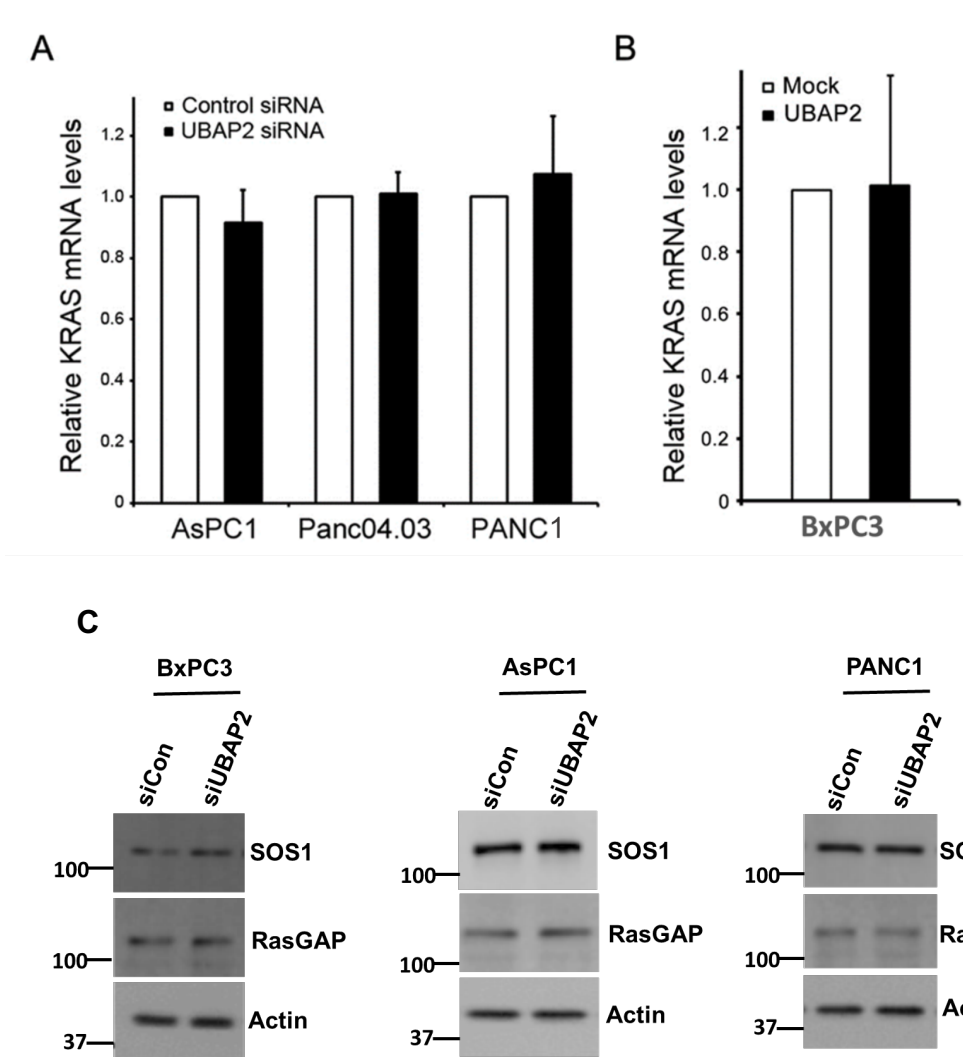 A
Control siRNA
UBAP2 siRNA
Relative KRAS mRNA levels
1.2
1.0
0.8
0.6
0.4
0.2
0
AsPC1 Panc04.03 PANC1
B
Mock
UBAP2
Relative KRAS mRNA levels
1.2
1.0
0.8
0.6
0.4
0.2
0
BxPC3
C
BxPC3
siCon siUBAP2
SOS1
100
RasGAP
100
Actin
37
AsPC1
siCon siUBAP2
SOS1
100
RasGAP
100
Actin
37
PANC1
siCon siUBAP2
100
100
37